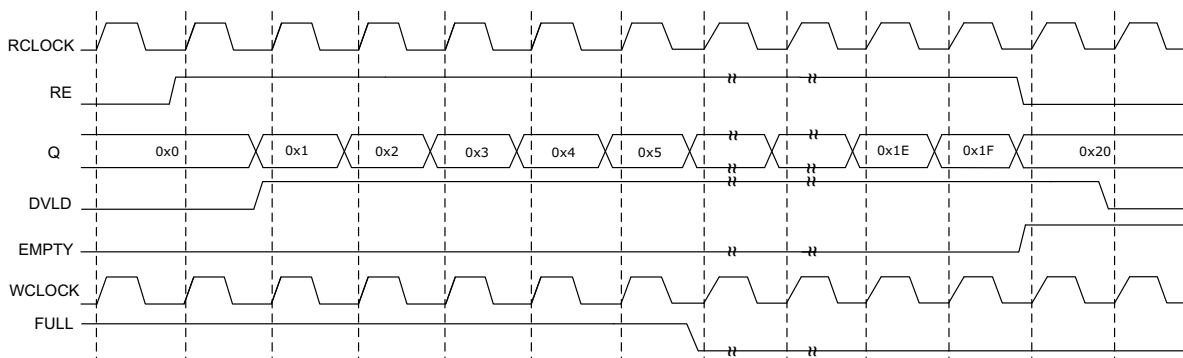 RCLOCK
RE
Q 0x0 0x1 0x2 0x3 0x4 0x5 0x1E 0x1F 0x20
DVLD
EMPTY
WCLOCK
FULL